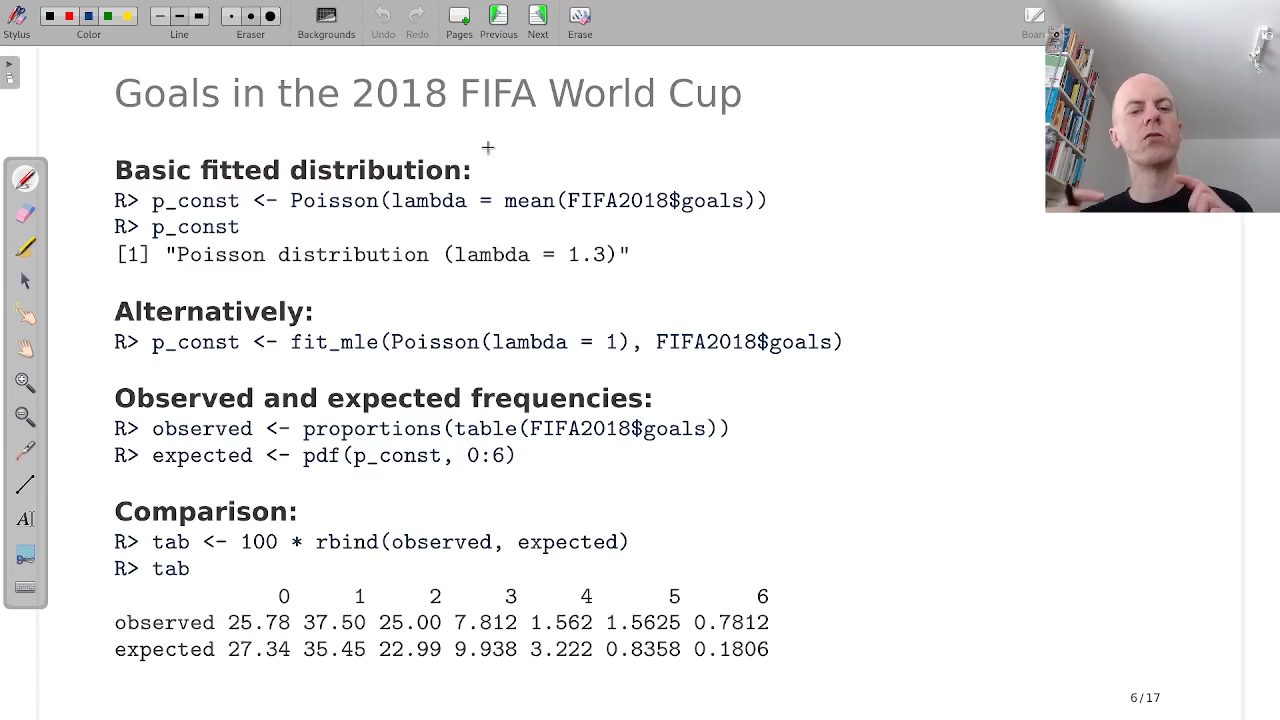 Stylus
Color
Line
Eraser
Backgrounds
Undo
Redo
Pages
Previous
Next
Erase
Board
Goals in the 2018 FIFA World Cup
Basic fitted distribution:
R> p_const <- Poisson(lambda = mean(FIFA2018$goals))
R> p_const
[1] "Poisson distribution (lambda = 1.3)"
Alternatively:
R> p_const <- fit_mle(Poisson(lambda = 1), FIFA2018$goals)
Observed and expected frequencies:
R> observed <- proportions(table(FIFA2018$goals))
R> expected <- pdf(p_const, 0:6)
Comparison:
R> tab <- 100 * rbind(observed, expected)
R> tab
0 1 2 3 4 5 6
observed 25.78 37.50 25.00 7.812 1.562 1.5625 0.7812
expected 27.34 35.45 22.99 9.938 3.222 0.8358 0.1806
6/17